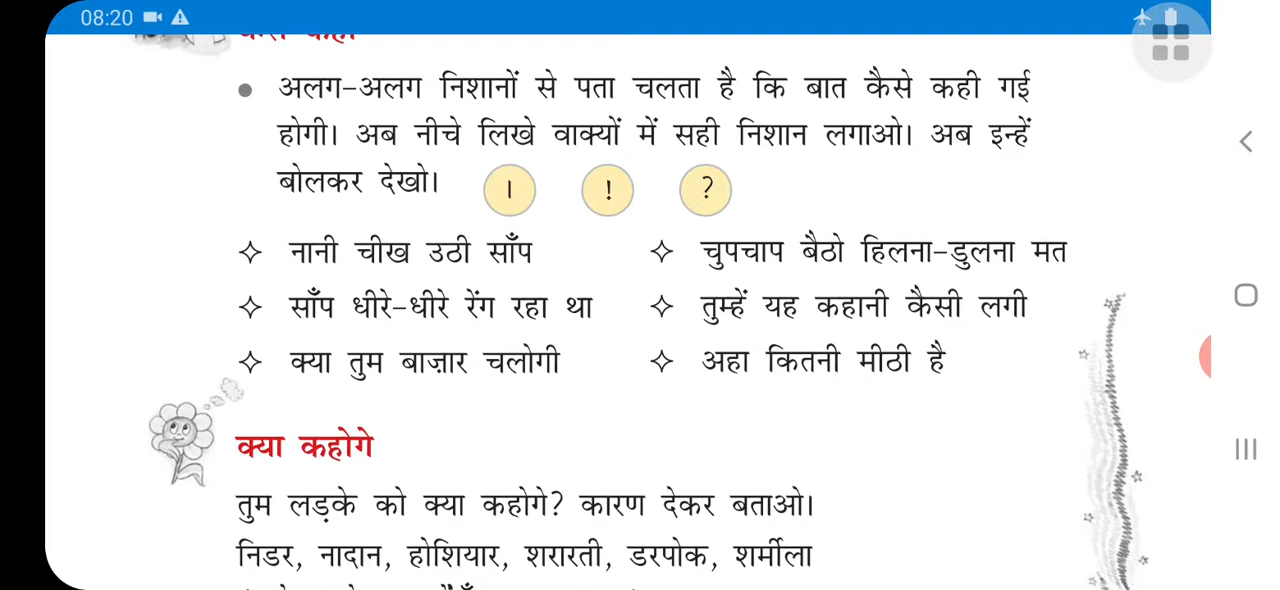 08:20
अलग-अलग निशानों से पता चलता है कि बात कैसे कही गई
होगी। अब नीचे लिखे वाक्यों में सही निशान लगाओ। अब इन्हें
बोलकर देखो। । ! ?
नानी चीख उठी साँप
चुपचाप बैठो हिलना-डुलना मत
साँप धीरे-धीरे रेंग रहा था
तुम्हें यह कहानी कैसी लगी
क्या तुम बाज़ार चलोगी
अहा कितनी मीठी है
क्या कहोगे
तुम लड़के को क्या कहोगे? कारण देकर बताओ।
निडर, नादान, होशियार, शरारती, डरपोक, शर्मीला